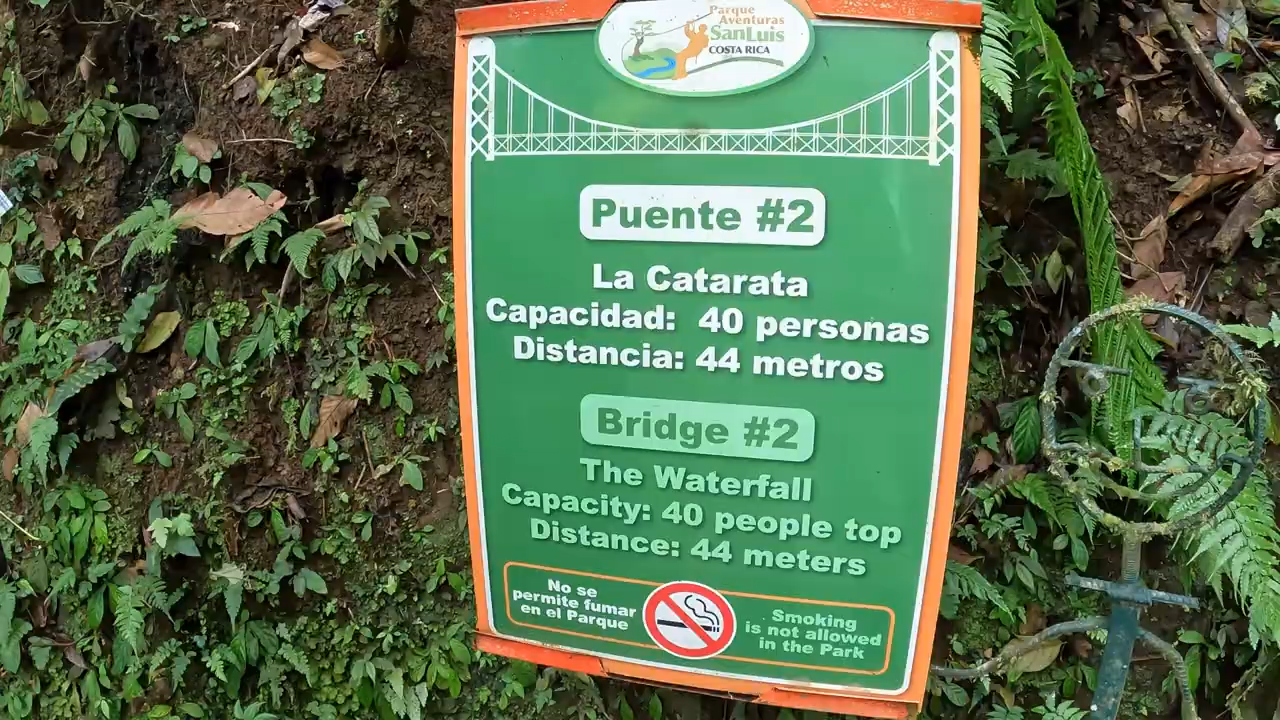 Parque
Aventuras
SanLuis
COSTA RICA
Puente #2
La Catarata
Capacidad: 40 personas
Distancia: 44 metros
Bridge #2
The Waterfall
Capacity: 40 people top
Distance: 44 meters
No se
permite fumar
en el Parque
Smoking
is not allowed
in the Park